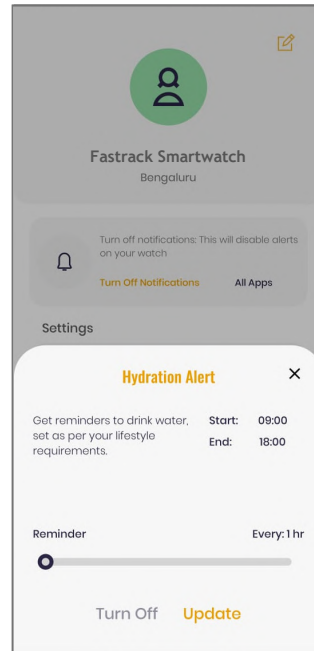 Fastrack Smartwatch
Bengaluru
Turn off notifications: This will disable alerts
on your watch
Turn Off Notifications All Apps
Settings
Hydration Alert
Get reminders to drink water,
set as per your lifestyle
requirements.
Start: 09:00
End: 18:00
Reminder Every: 1 hr
Turn Off Update